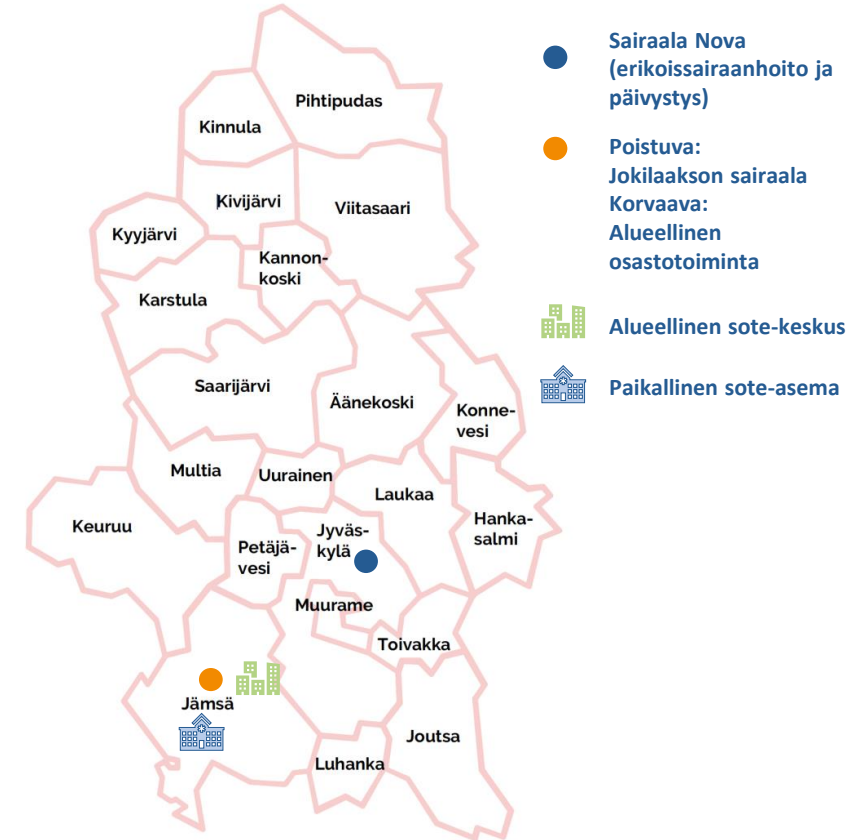 Sairaala Nova
(erikoissairaanhoito ja
päivystys)
Poistuva:
Jokilaakson sairaala
Korvaava:
Alueellinen
osastotoiminta
Alueellinen sote-keskus
Paikallinen sote-asema
Pihtipudas
Kinnula
Kivijärvi
Viitasaari
Kyyjärvi
Kannon-
koski
Karstula
Saarijärvi
Äänekoski
Konne-
vesi
Multia
Uurainen
Laukaa
Keuruu
Hanka-
salmi
Jyväs-
kylä
Petäjä-
vesi
Muurame
Toivakka
Jämsä
Joutsa
Luhanka